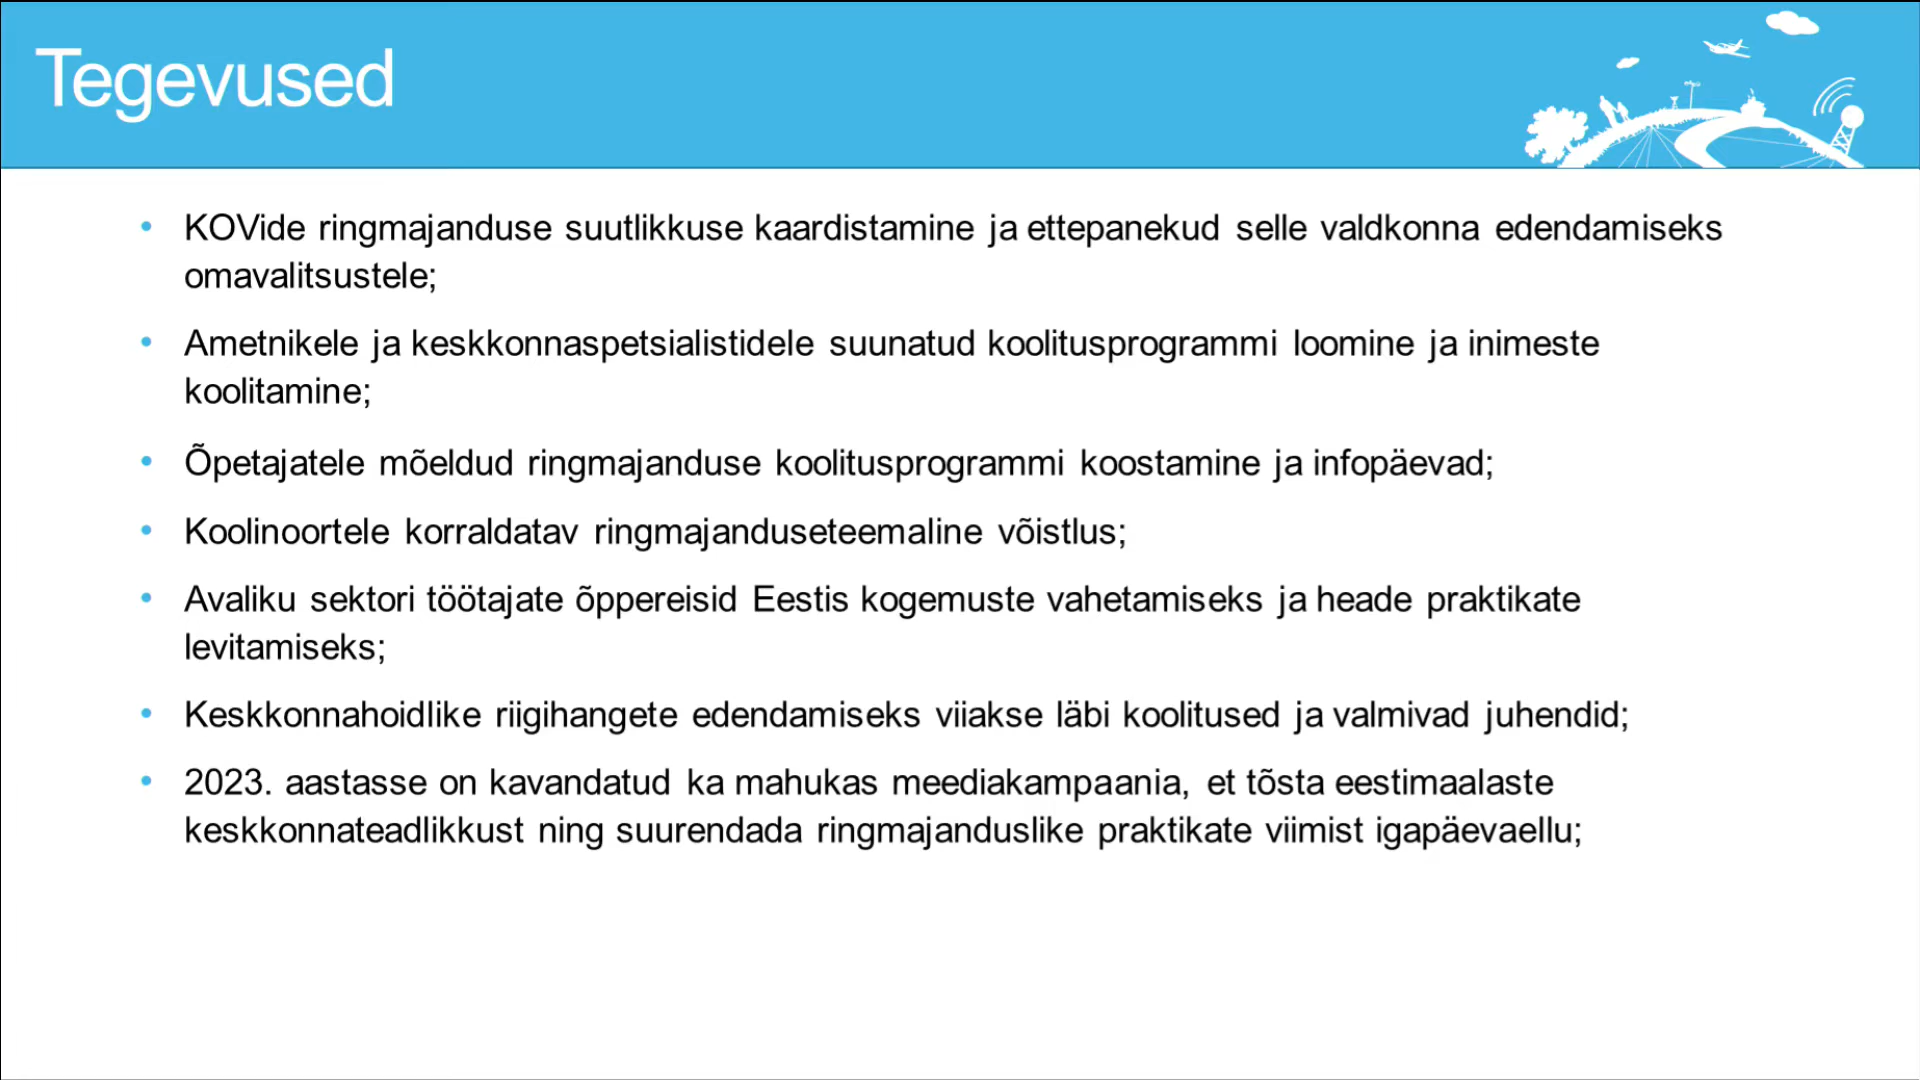 Tegevused
• KOVide ringmajanduse suutlikkuse kaardistamine ja ettepanekud selle valdkonna edendamiseks
omavalitsustele;
• Ametnikele ja keskkonnaspetsialistidele suunatud koolitusprogrammi loomine ja inimeste
koolitamine;
• Õpetajatele mõeldud ringmajanduse koolitusprogrammi koostamine ja infopäevad;
• Koolinoortele korraldatav ringmajanduseteemaline võistlus;
• Avaliku sektori töötajate õppereisid Eestis kogemuste vahetamiseks ja heade praktikate
levitamiseks;
• Keskkonnahoidlike riigihangete edendamiseks viiakse läbi koolitused ja valmivad juhendid;
• 2023. aastasse on kavandatud ka mahukas meediakampaania, et tõsta eestimaalaste
keskkonnateadlikkust ning suurendada ringmajanduslike praktikate viimist igapäevaellu;